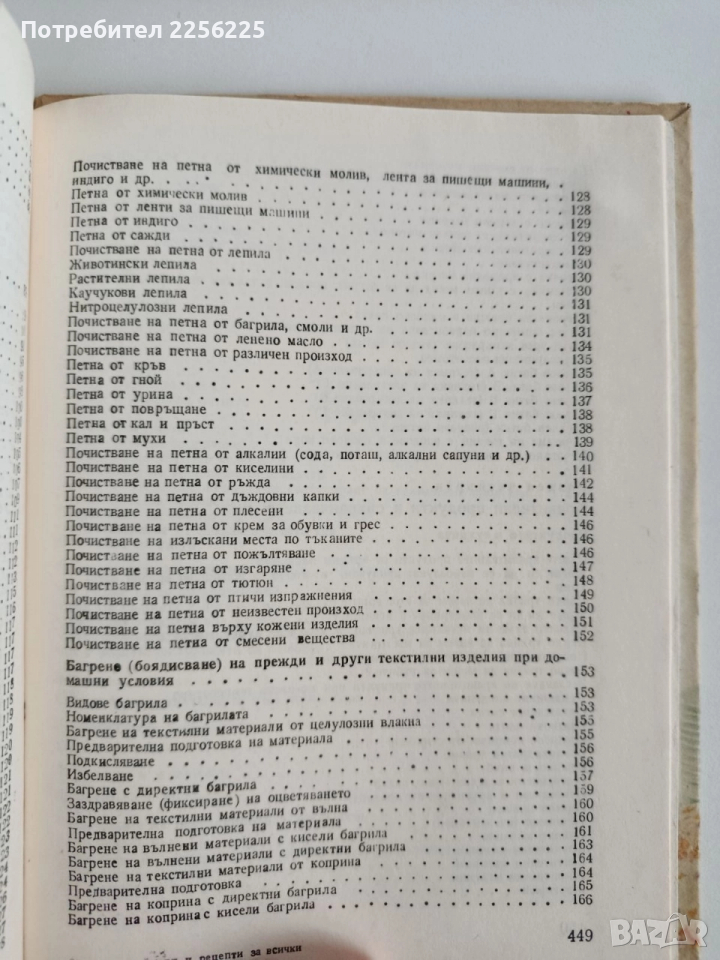 Потребител 2256225
Потребител 2256225
Почистване на петна от химически молив, лента за пишещи машини,
индиго и др. . . . . . . . 128
Петна от химически молив . . . . . . 128
Петна от ленти за пишещи машини . . . . . . 129
Петна от индиго . . . . . . 129
Петна от сажди . . . . . . 129
Почистване на петна от лепила . . . . . . 130
Животински лепила . . . . . . 130
Растителни лепила . . . . . . 130
Каучукови лепила . . . . . . 131
Нитроцелулозни лепила . . . . . . 131
Почистване на петна от багрила, смоли и др. . . . . . . 131
Почистване на петна от ленено масло . . . . . . 134
Почистване на петна от различен произход . . . . . . 135
Петна от кръв . . . . . . 135
Петна от гной . . . . . . 136
Петна от урина . . . . . . 137
Петна от повръщане . . . . . . 138
Петна от кал и пръст . . . . . . 138
Петна от мухи . . . . . . 139
Почистване на петна от алкалии (сода, поташ, алкални сапуни и др.) . . 140
Почистване на петна от киселини . . . . . . 141
Почистване на петна от ръжда . . . . . . 142
Почистване на петна от дъждовни капки . . . . . . 144
Почистване на петна от плесени . . . . . . 144
Почистване на петна от крем за обувки и грес . . . . . . 146
Почистване на излъскани места по тъканите . . . . . . 146
Почистване на петна от пожълтяване . . . . . . 146
Почистване на петна от изгаряне . . . . . . 147
Почистване на петна от тютюн . . . . . . 148
Почистване на петна от птичи изпражнения . . . . . . 149
Почистване на петна от неизвестен произход . . . . . . 150
Почистване на петна върху кожени изделия . . . . . . 151
Почистване на петна от смесени вещества . . . . . . 152
Багрене (боядисване) на прежди и други текстилни изделия при до-
машни условия . . . . . . 153
Видове багрила . . . . . . 153
Номенклатура на багрилата . . . . . . 153
Багрене на текстилни материали от целулозни влакна . . . . . . 155
Предварителна подготовка на материала . . . . . . 155
Подкисляване . . . . . . 156
Избелване . . . . . . 156
Багрене с директни багрила . . . . . . 157
Заздравяване (фиксиране) на оцветяването . . . . . . 159
Багрене на текстилни материали от вълна . . . . . . 160
Предварителна подготовка на материала . . . . . . 160
Багрене на вълнени материали с кисели багрила . . . . . . 161
Багрене на вълнени материали с директни багрила . . . . . . 163
Багрене на текстилни материали от коприна . . . . . . 164
Предварителна подготовка . . . . . . 164
Багрене на коприна с директни багрила . . . . . . 165
Багрене на коприна с кисели багрила . . . . . . 166
и рецепти за всички
449
BAZAR